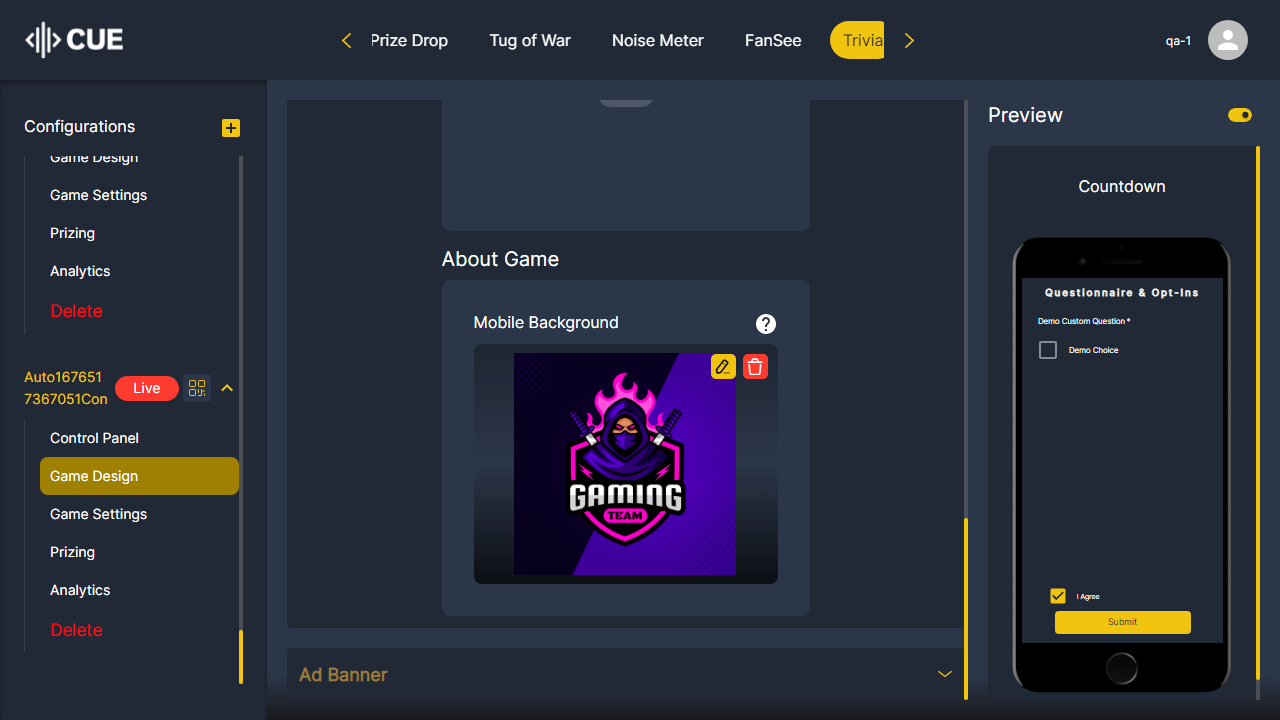 CUE
Prize Drop
Tug of War
Noise Meter
FanSee
Trivia
qa-1
Configurations
Game Design
Game Settings
Prizing
Analytics
Delete
Auto167651
7367051Con
Live
Control Panel
Game Design
Game Settings
Prizing
Analytics
Delete
About Game
Mobile Background
?
GAMING
TEAM
Ad Banner
Preview
Countdown
Questionnaire & Opt-Ins
Demo Custom Question *
Demo Choice
I Agree
Submit